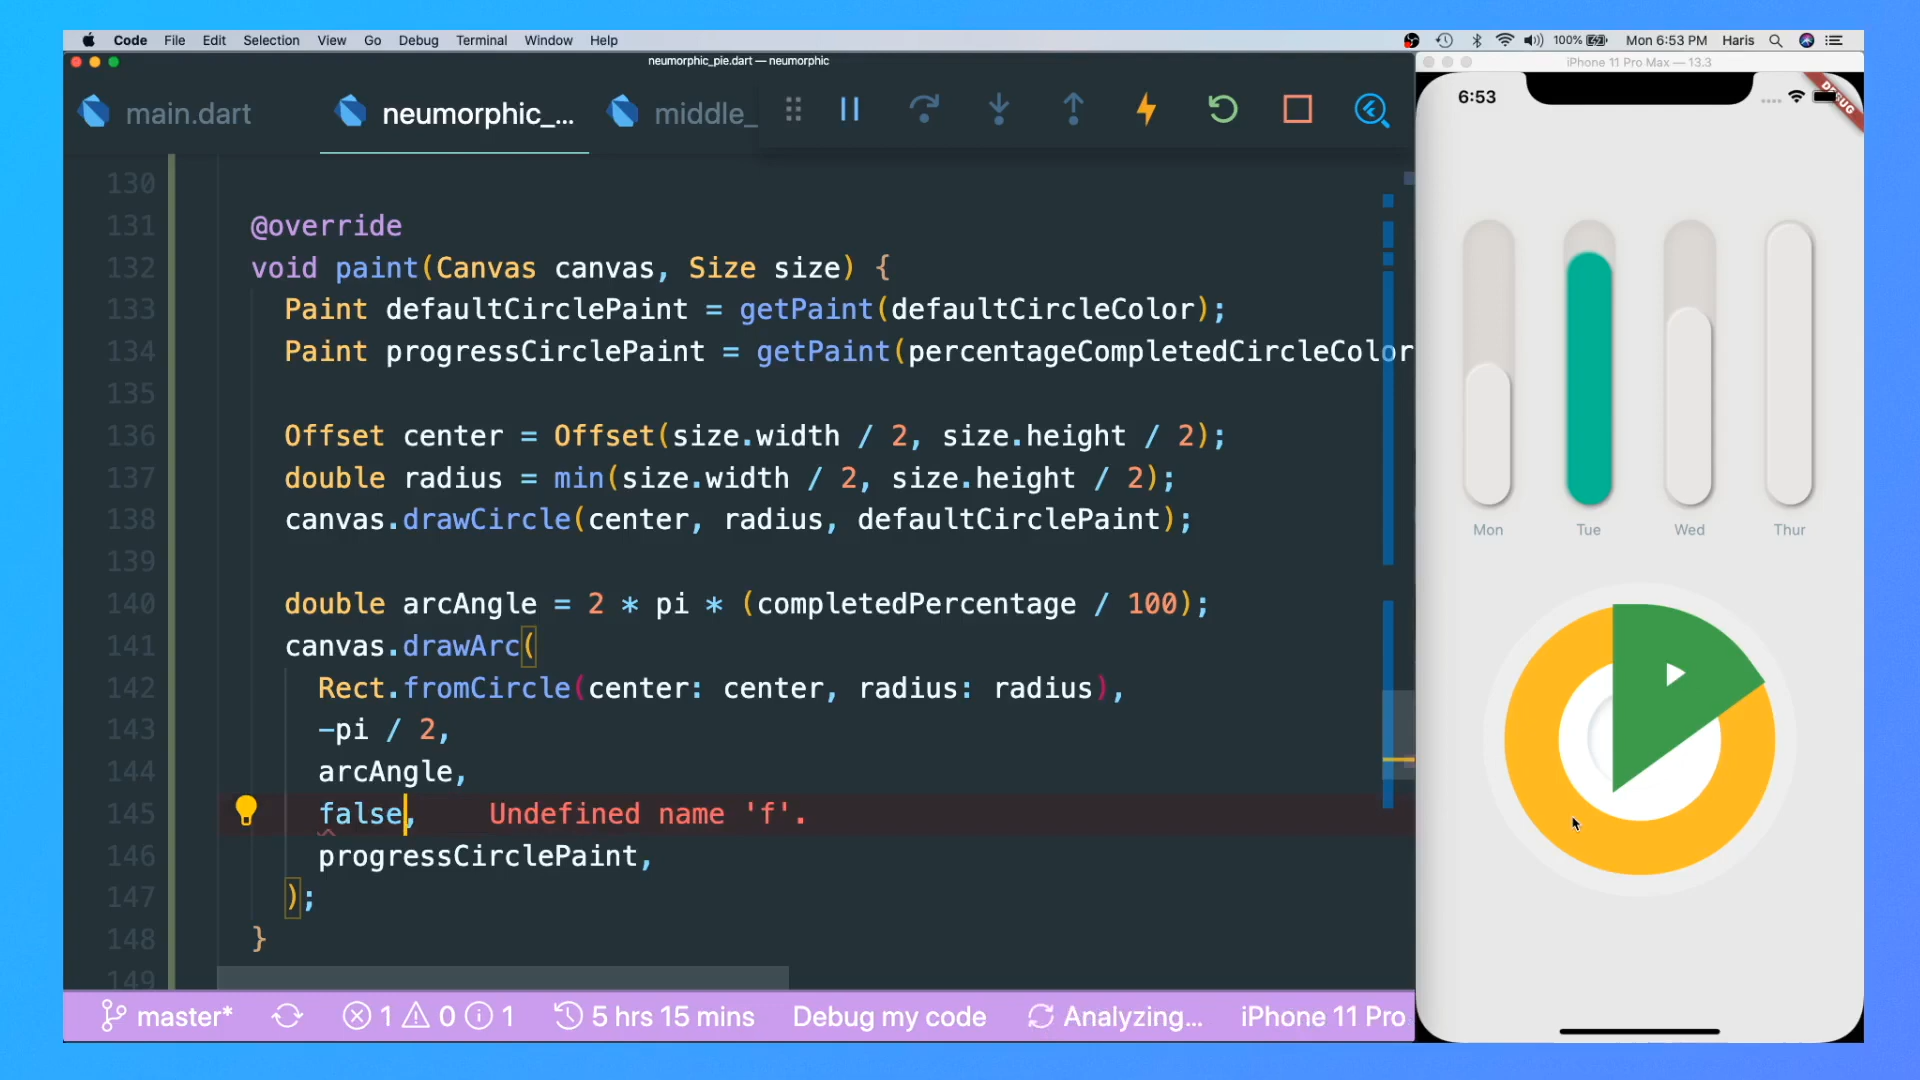 Code File Edit Selection View Go Debug Terminal Window Help
100% Mon 6:53 PM Haris
neumorphic_pie.dart — neumorphic
iPhone 11 Pro Max — 13.3
main.dart neumorphic_... middle_
6:53
DEBUG
130
131 @override
132 void paint(Canvas canvas, Size size) {
133 Paint defaultCirclePaint = getPaint(defaultCircleColor);
134 Paint progressCirclePaint = getPaint(percentageCompletedCircleColor
135
136 Offset center = Offset(size.width / 2, size.height / 2);
137 double radius = min(size.width / 2, size.height / 2);
138 canvas.drawCircle(center, radius, defaultCirclePaint);
139
140 double arcAngle = 2 * pi * (completedPercentage / 100);
141 canvas.drawArc(
142 Rect.fromCircle(center: center, radius: radius),
143 -pi / 2,
144 arcAngle,
145 false, Undefined name 'f'.
146 progressCirclePaint,
147 );
148 }
149
Mon Tue Wed Thur
master* 1 0 1 5 hrs 15 mins Debug my code Analyzing... iPhone 11 Pro